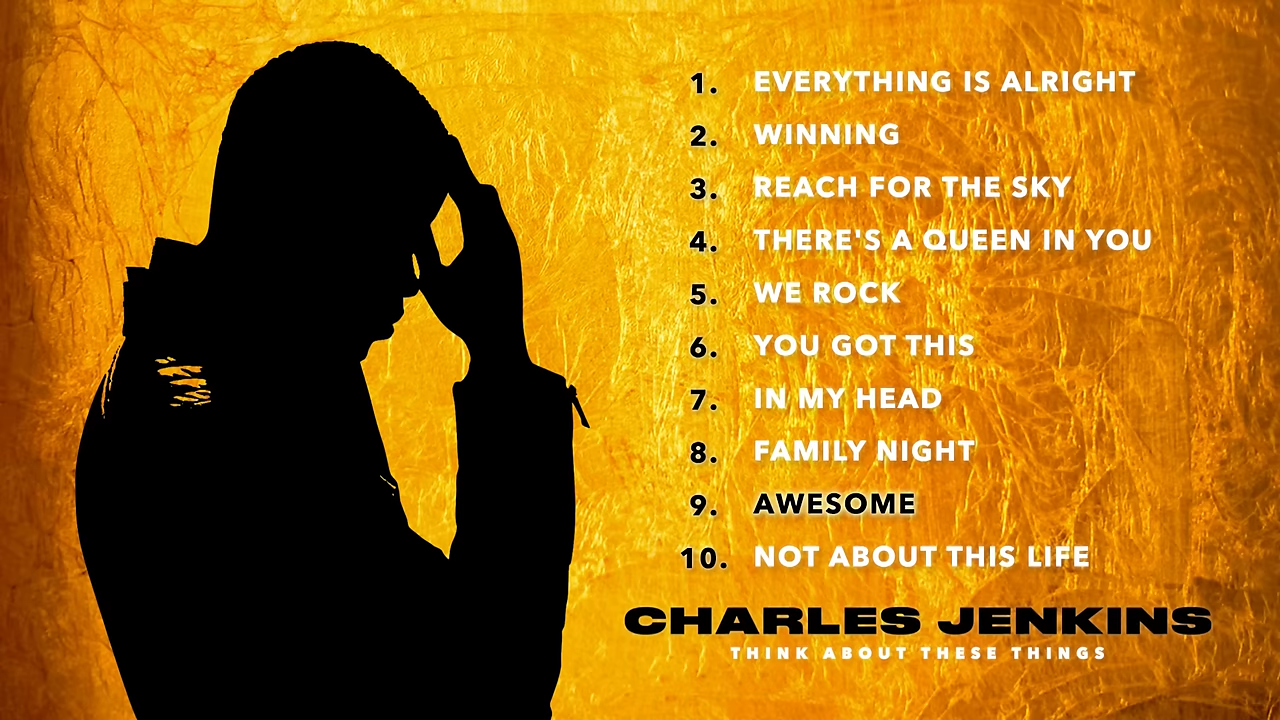 1. EVERYTHING IS ALRIGHT
2. WINNING
3. REACH FOR THE SKY
4. THERE'S A QUEEN IN YOU
5. WE ROCK
6. YOU GOT THIS
7. IN MY HEAD
8. FAMILY NIGHT
9. AWESOME
10. NOT ABOUT THIS LIFE
CHARLES JENKINS
THINK ABOUT THESE THINGS